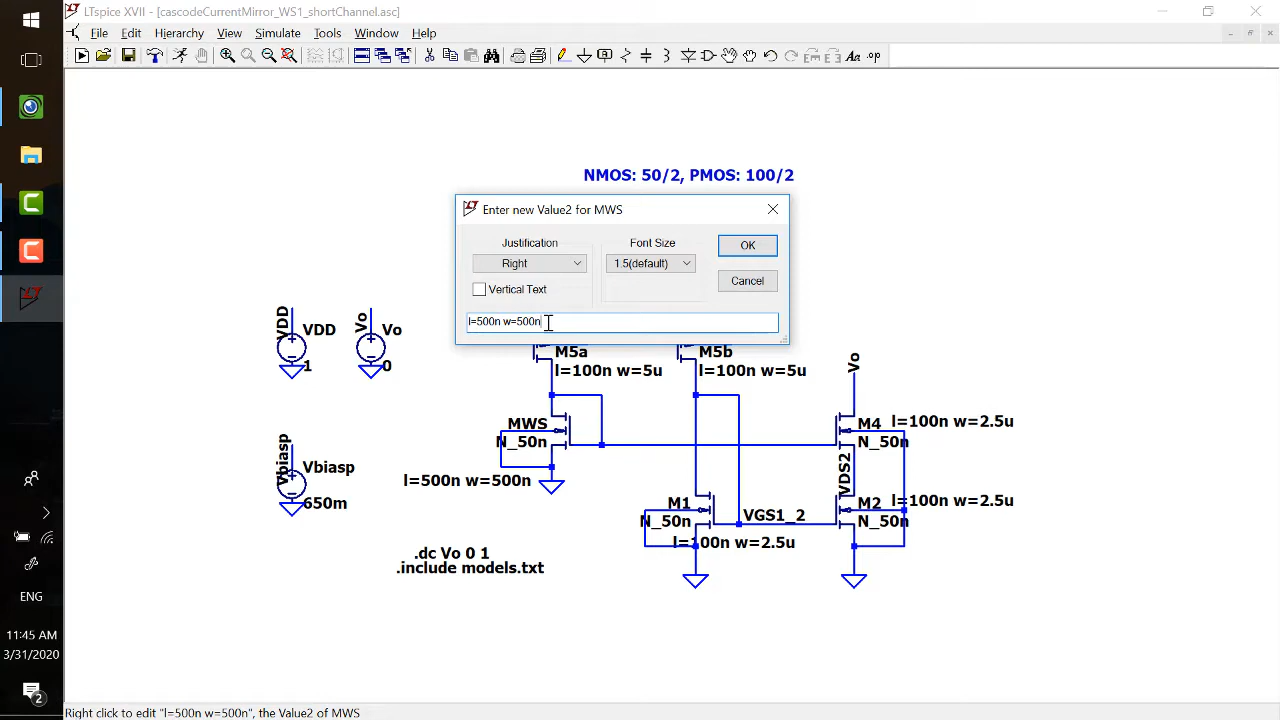 LTspice XVII - [cascodeCurrentMirror_WS1_shortChannel.asc]
File Edit Hierarchy View Simulate Tools Window Help
Aa .op
NMOS: 50/2, PMOS: 100/2
Enter new Value2 for MWS
Justification
Right
Vertical Text
Font Size
1.5(default)
OK
Cancel
l=500n w=500n
VDD
VDD
1
Vo
Vo
0
M5a
l=100n w=5u
M5b
l=100n w=5u
Vo
MWS
N_50n
l=500n w=500n
M4
l=100n w=2.5u
N_50n
VDS2
Vbiasp
Vbiasp
650m
M1
N_50n
l=100n w=2.5u
VGS1_2
M2
l=100n w=2.5u
N_50n
.dc Vo 0 1
.include models.txt
ENG
11:45 AM
3/31/2020
2
Right click to edit "l=500n w=500n", the Value2 of MWS